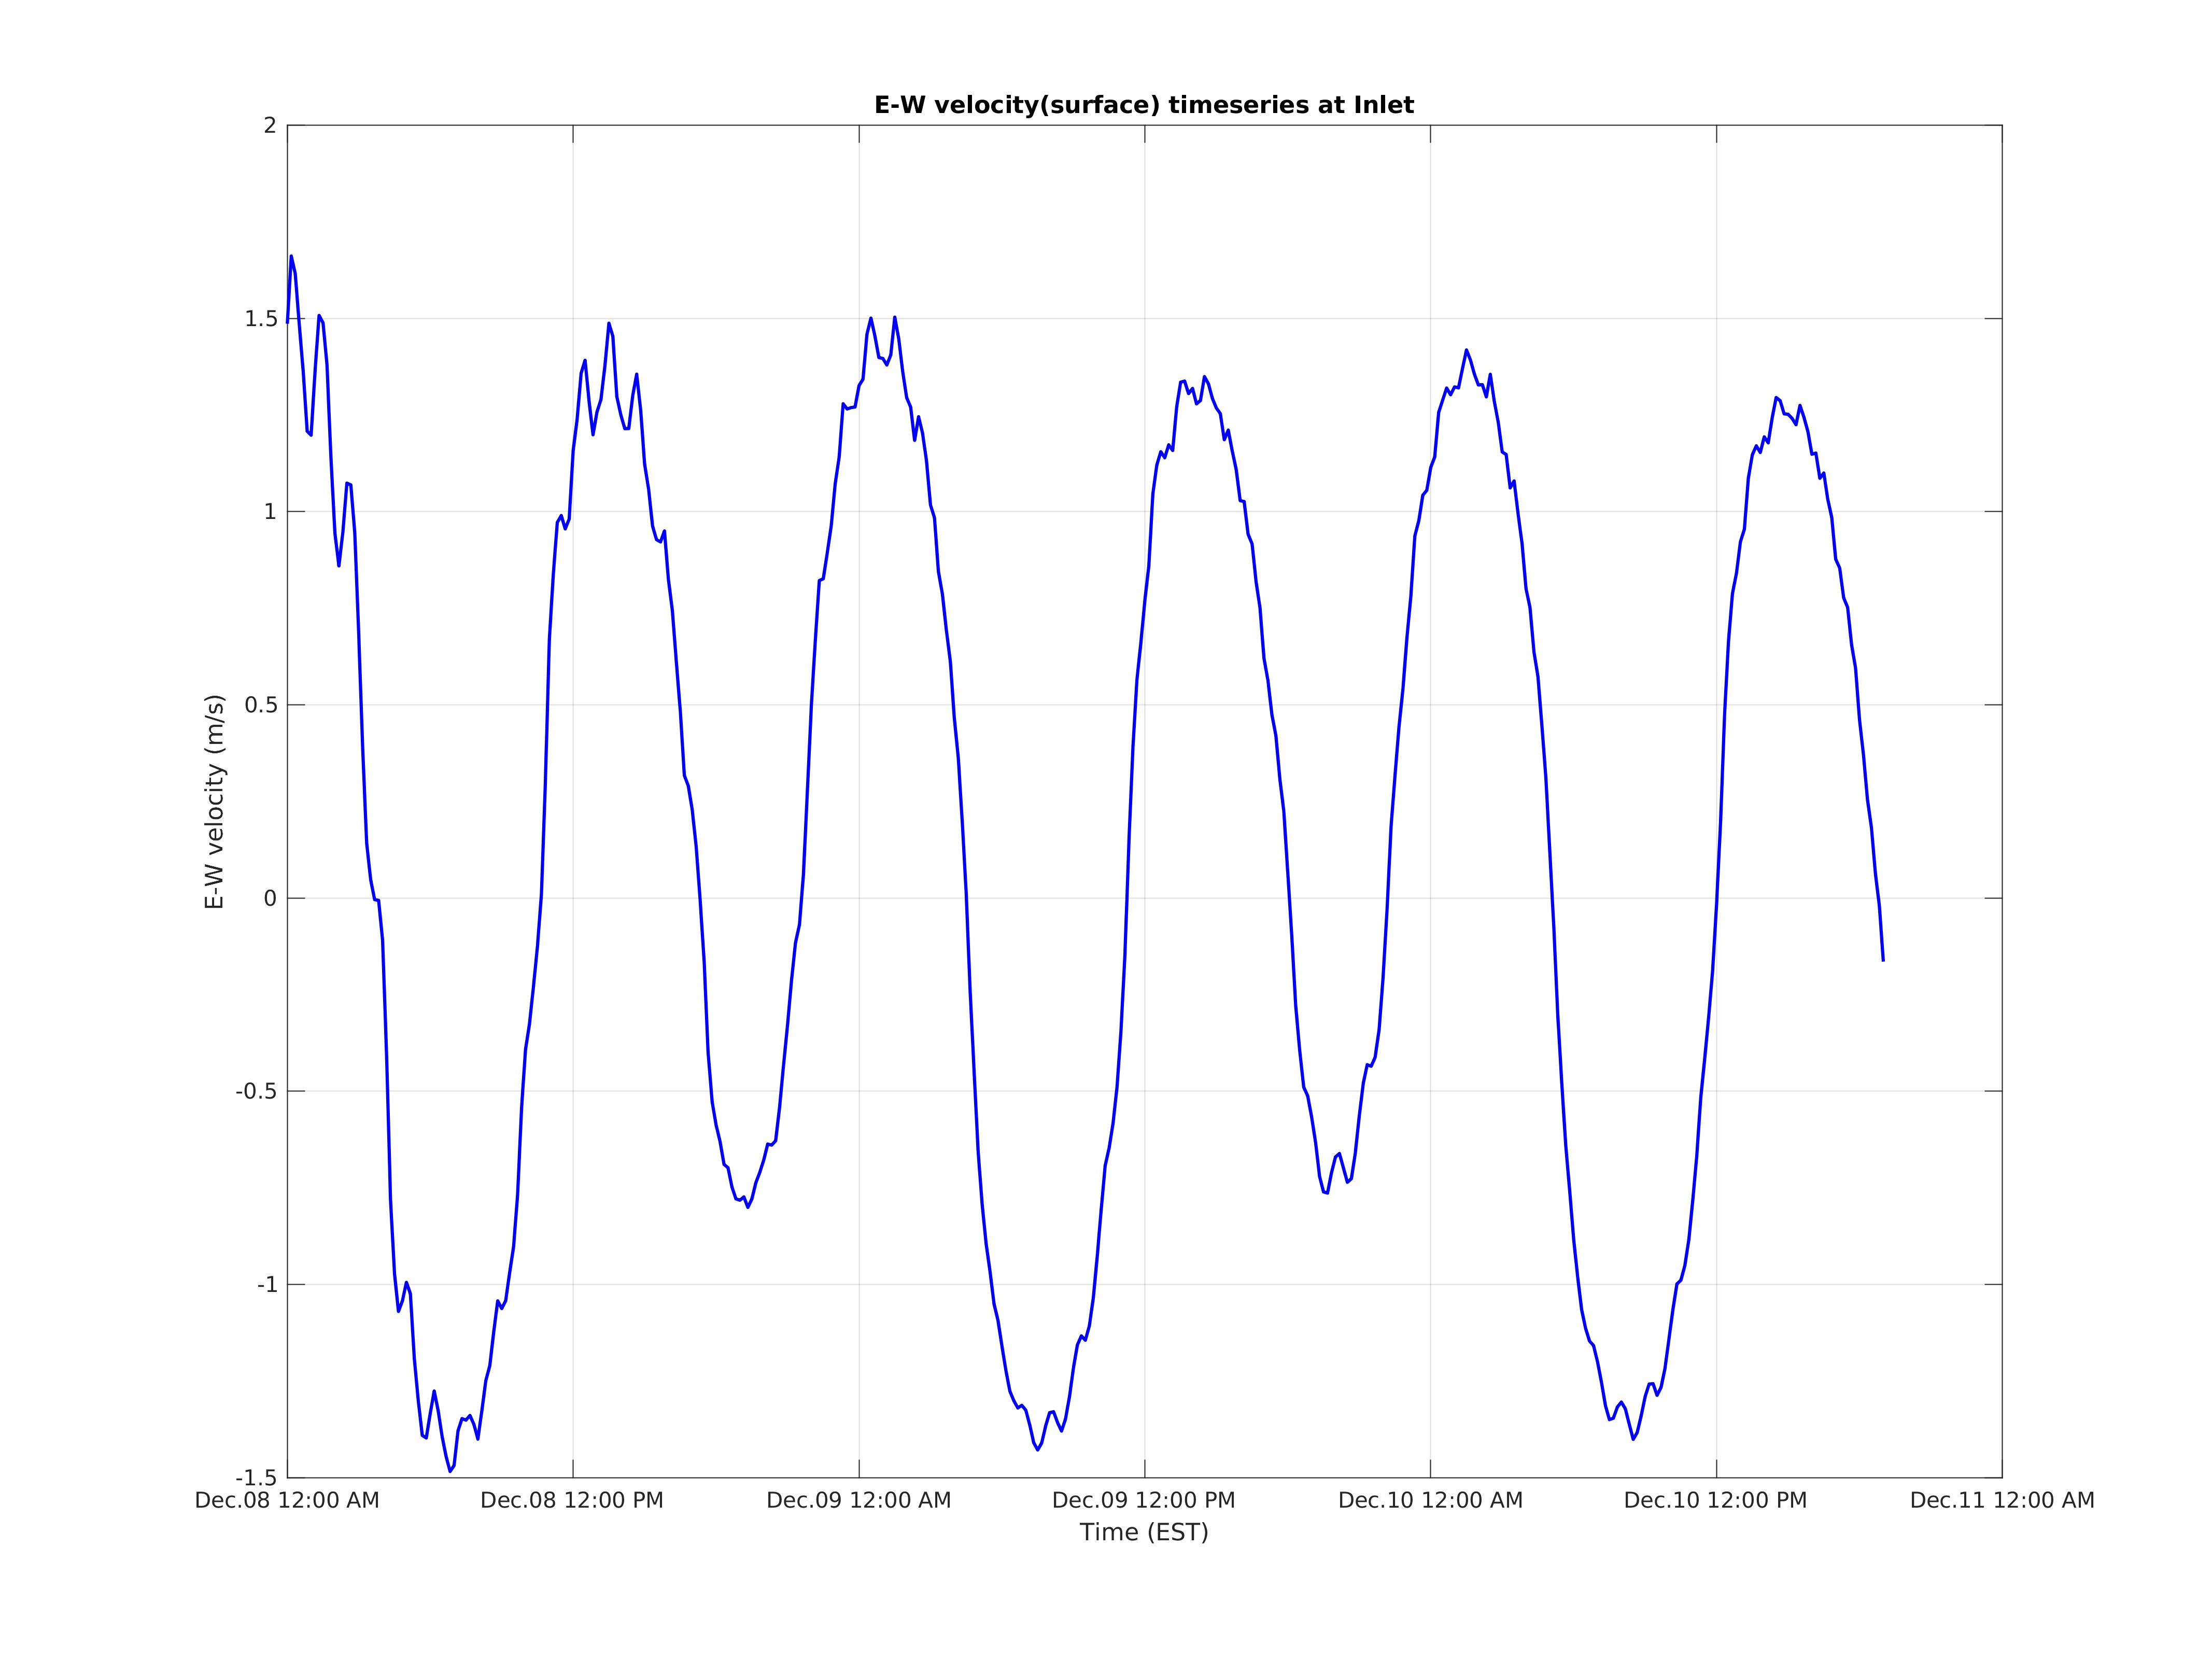 E-W velocity(surface) timeseries at Inlet
2
1.5
1
0.5
0
-0.5
-1
-1.5
E-W velocity (m/s)
Dec.08 12:00 AM Dec.08 12:00 PM Dec.09 12:00 AM Dec.09 12:00 PM Dec.10 12:00 AM Dec.10 12:00 PM Dec.11 12:00 AM
Time (EST)